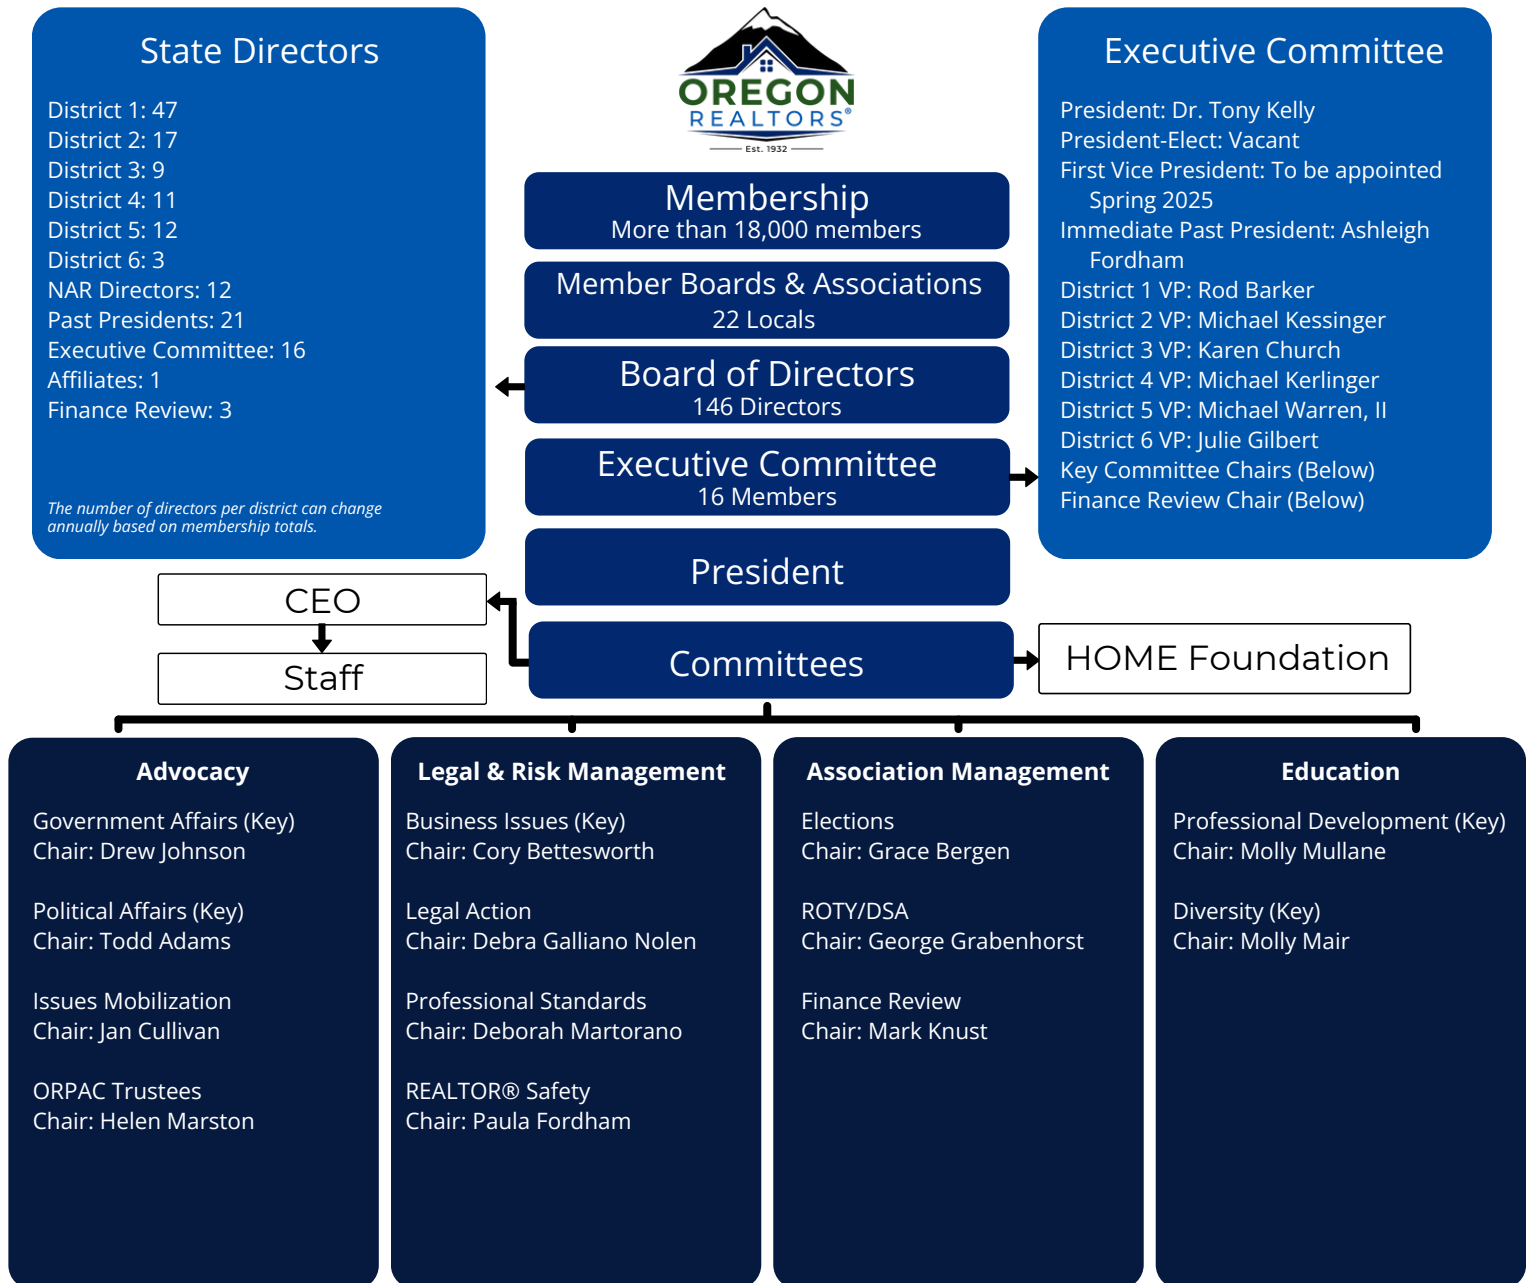 State Directors
District 1: 47
District 2: 17
District 3: 9
District 4: 11
District 5: 12
District 6: 3
NAR Directors: 12
Past Presidents: 21
Executive Committee: 16
Affiliates: 1
Finance Review: 3
The number of directors per district can change
annually based on membership totals.
OREGON
REALTORS®
Est. 1932
Membership
More than 18,000 members
Member Boards & Associations
22 Locals
Board of Directors
146 Directors
Executive Committee
16 Members
President
Committees
Executive Committee
President: Dr. Tony Kelly
President-Elect: Vacant
First Vice President: To be appointed
Spring 2025
Immediate Past President: Ashleigh
Fordham
District 1 VP: Rod Barker
District 2 VP: Michael Kessinger
District 3 VP: Karen Church
District 4 VP: Michael Kerlinger
District 5 VP: Michael Warren, II
District 6 VP: Julie Gilbert
Key Committee Chairs (Below)
Finance Review Chair (Below)
CEO
Staff
HOME Foundation
Advocacy
Government Affairs (Key)
Chair: Drew Johnson
Political Affairs (Key)
Chair: Todd Adams
Issues Mobilization
Chair: Jan Cullivan
ORPAC Trustees
Chair: Helen Marston
Legal & Risk Management
Business Issues (Key)
Chair: Cory Bettesworth
Legal Action
Chair: Debra Galliano Nolen
Professional Standards
Chair: Deborah Martorano
REALTOR® Safety
Chair: Paula Fordham
Association Management
Elections
Chair: Grace Bergen
ROTY/DSA
Chair: George Grabenhorst
Finance Review
Chair: Mark Knust
Education
Professional Development (Key)
Chair: Molly Mullane
Diversity (Key)
Chair: Molly Mair